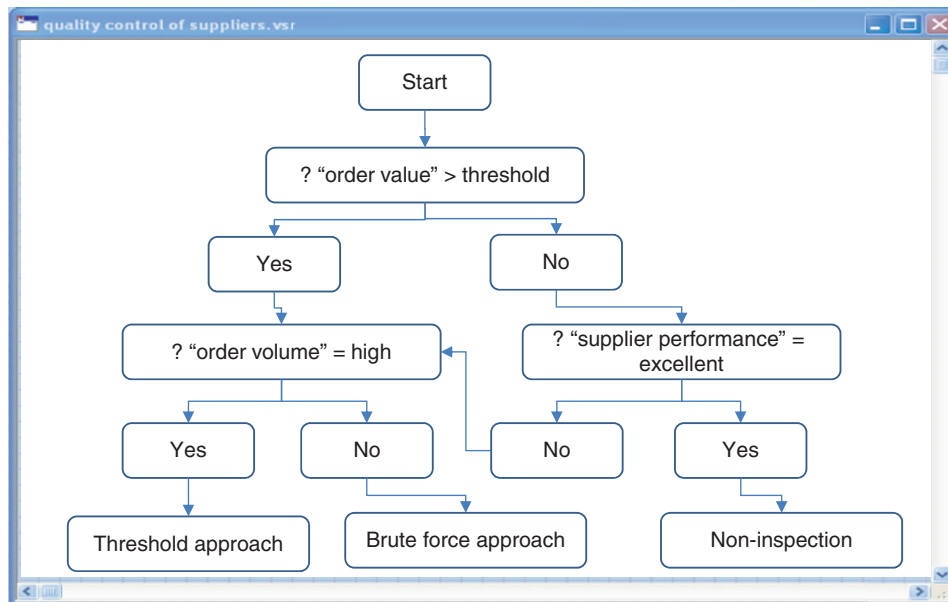 quality control of suppliers.vsr
Start
? “order value” > threshold
Yes
No
? “order volume” = high
? “supplier performance” =
excellent
Yes
No
No
Yes
Threshold approach
Brute force approach
Non-inspection